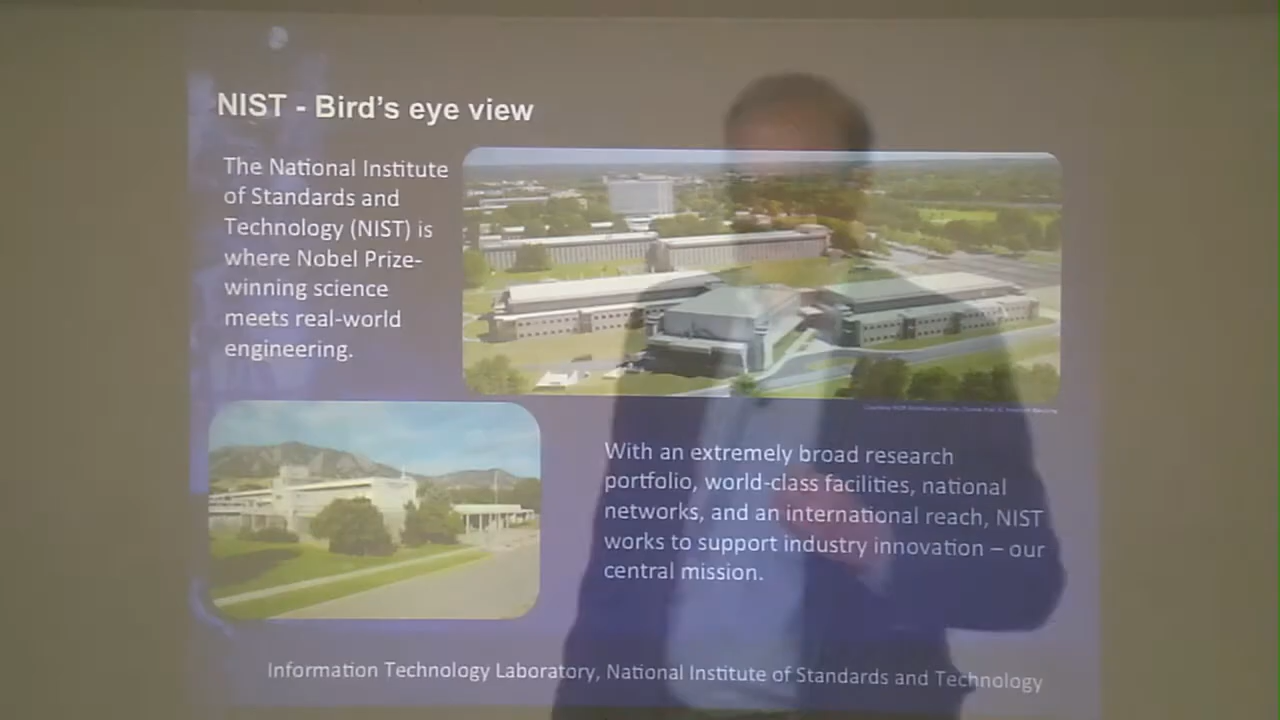 NIST - Bird's eye view
The National Institute
of Standards and
Technology (NIST) is
where Nobel Prize-
winning science
meets real-world
engineering.
With an extremely broad research
portfolio, world-class facilities, national
networks, and an international reach, NIST
works to support industry innovation – our
central mission.
Information Technology Laboratory, National Institute of Standards and Technology